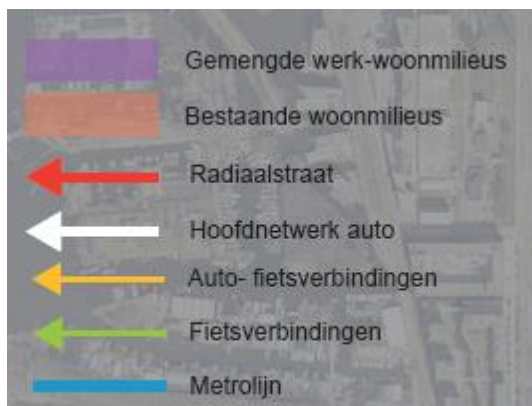 Gemengde werk-woonmilieus
Bestaande woonmilieus
Radiaalstraat
Hoofdnetwerk auto
Auto- fietsverbindingen
Fietsverbindingen
Metrolijn